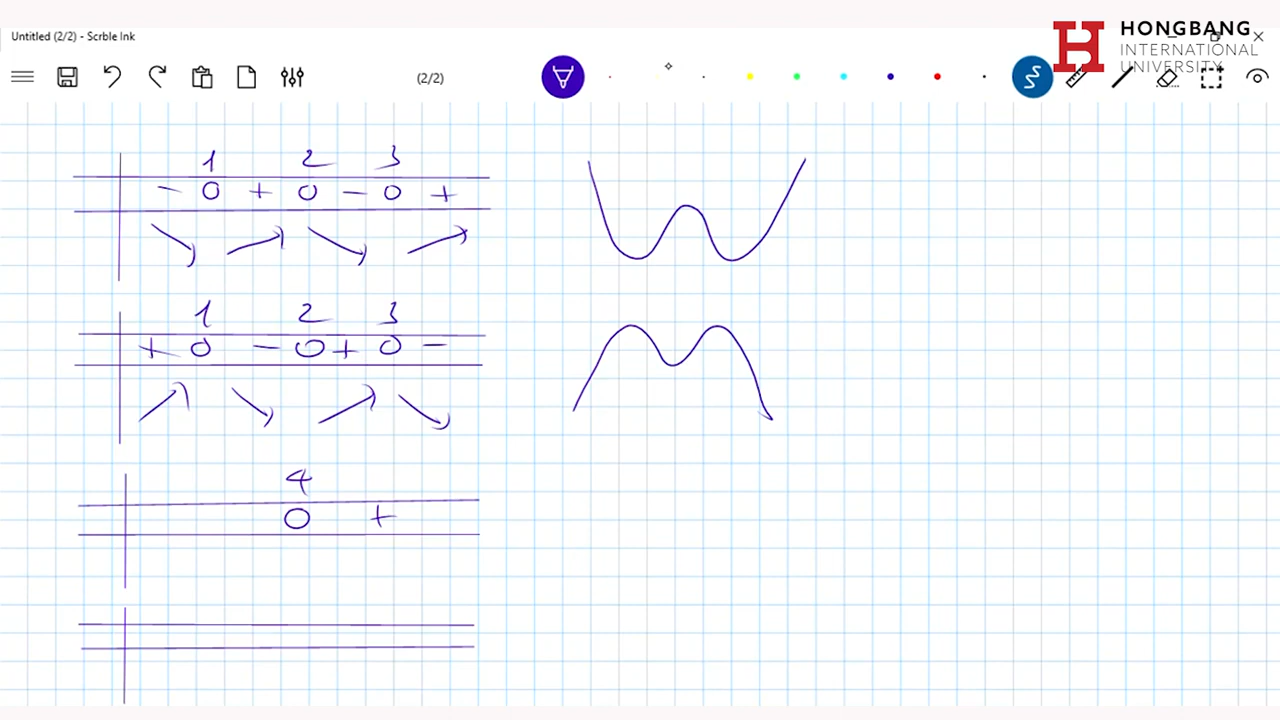 Untitled (2/2) - Scrble Ink
HONGBANG
INTERNATIONAL
UNIVERSITY
(2/2)
1 2 3
- 0 + 0 - 0 +
1 2 3
+ 0 - 0 + 0 -
4
0 +